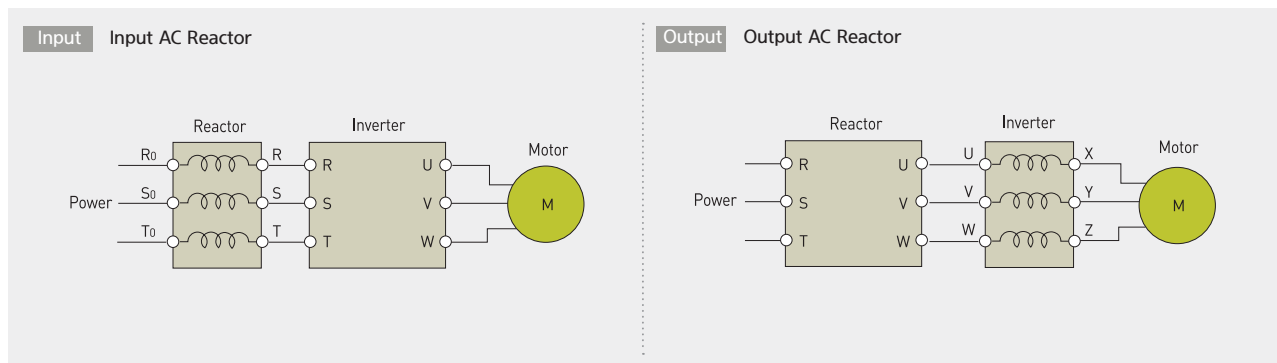 Input Input AC Reactor
Reactor
Inverter
Motor
Power
R0 R R U
S0 S S V M
T0 T T W
Output Output AC Reactor
Reactor
Inverter
Motor
Power
R U U X
S V V Y M
T W W Z